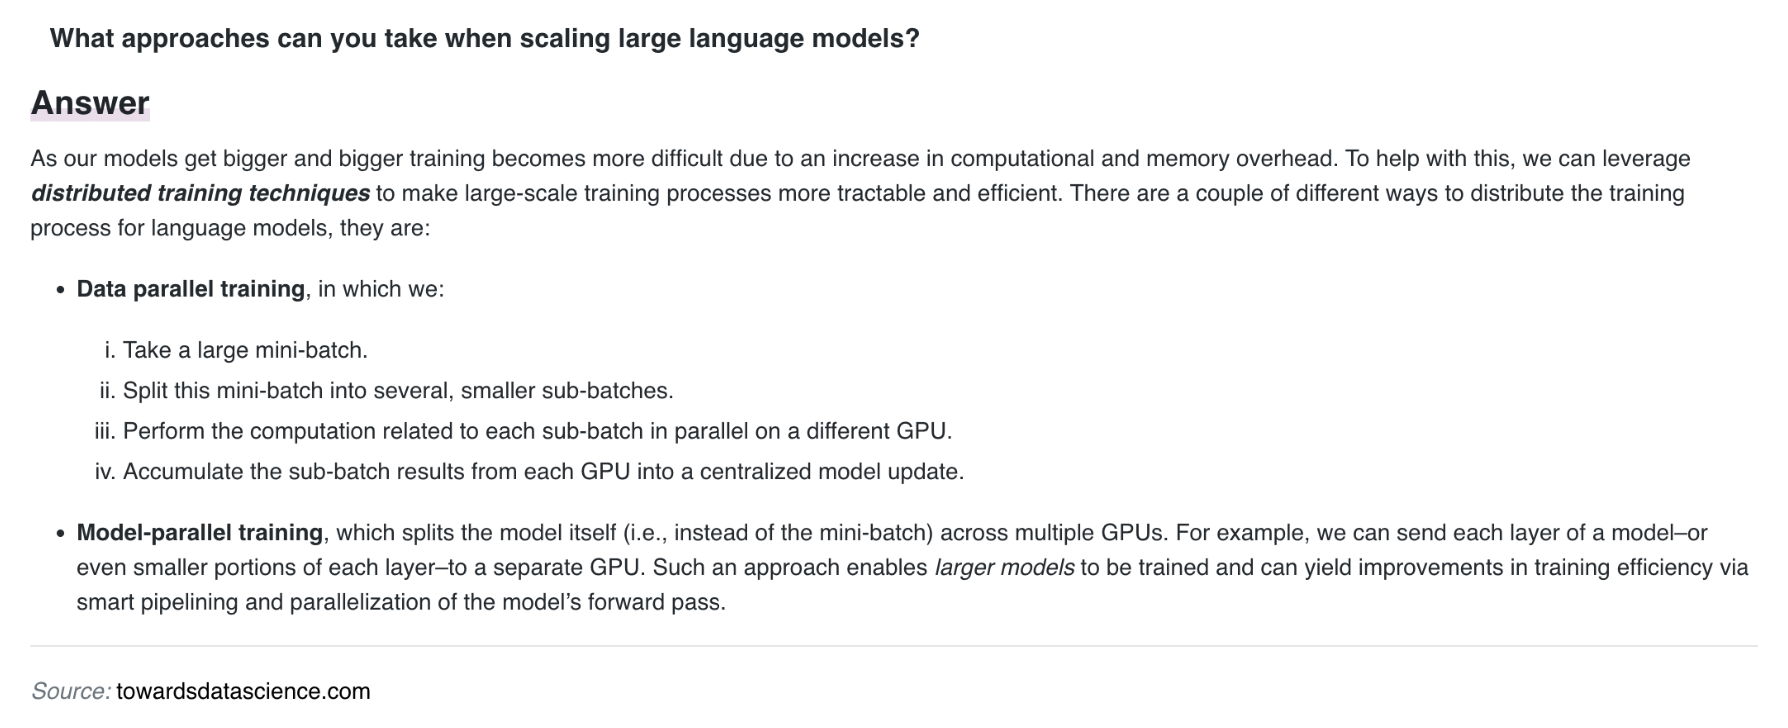 What approaches can you take when scaling large language models?
Answer
As our models get bigger and bigger training becomes more difficult due to an increase in computational and memory overhead. To help with this, we can leverage
distributed training techniques to make large-scale training processes more tractable and efficient. There are a couple of different ways to distribute the training
process for language models, they are:
• Data parallel training, in which we:
i. Take a large mini-batch.
ii. Split this mini-batch into several, smaller sub-batches.
iii. Perform the computation related to each sub-batch in parallel on a different GPU.
iv. Accumulate the sub-batch results from each GPU into a centralized model update.
• Model-parallel training, which splits the model itself (i.e., instead of the mini-batch) across multiple GPUs. For example, we can send each layer of a model–or
even smaller portions of each layer–to a separate GPU. Such an approach enables larger models to be trained and can yield improvements in training efficiency via
smart pipelining and parallelization of the model’s forward pass.
Source: towardsdatascience.com